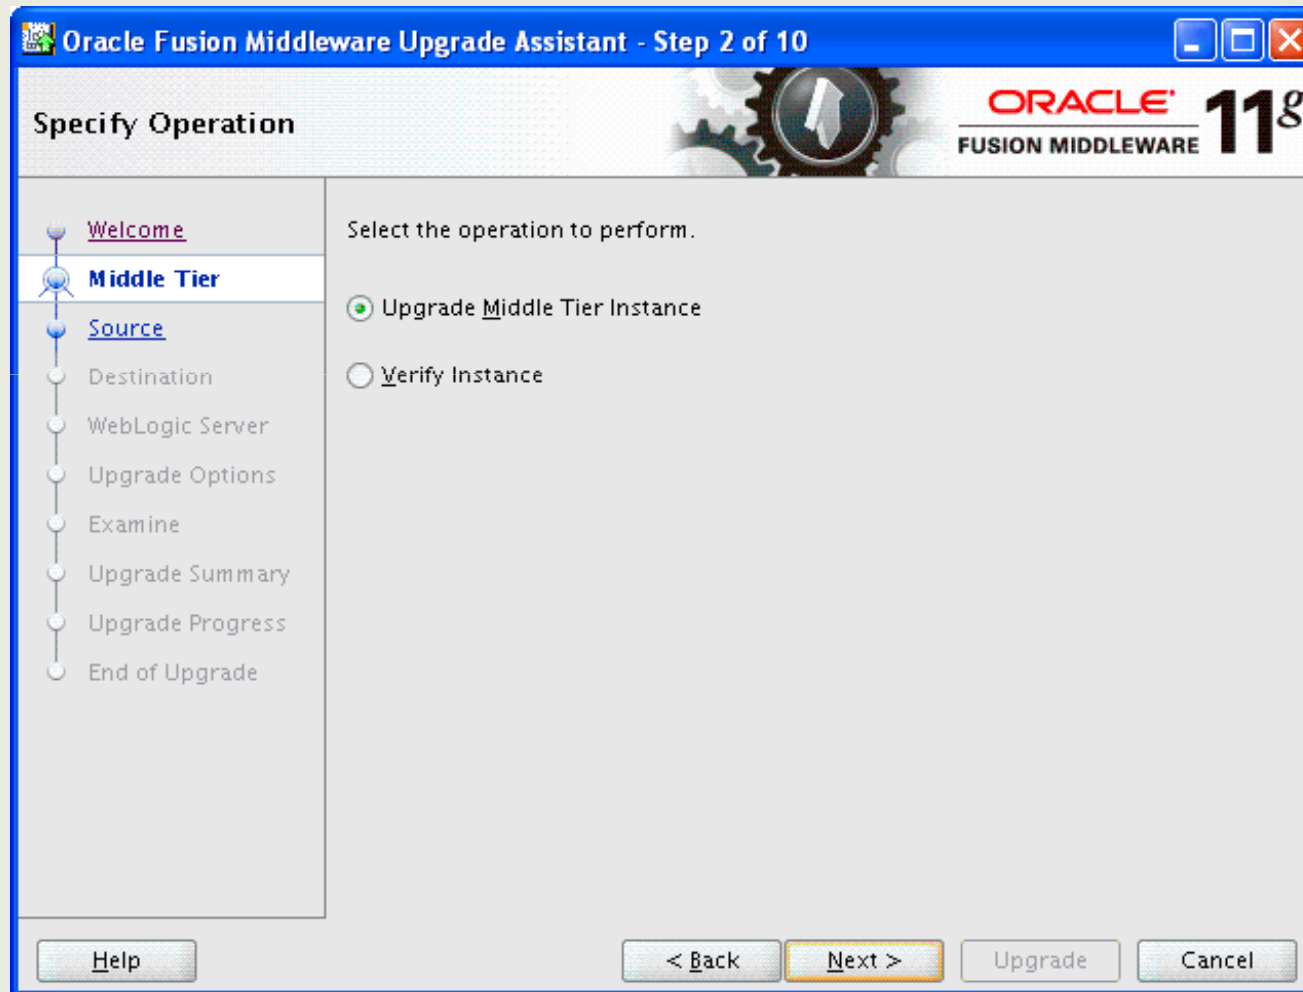 Oracle Fusion Middleware Upgrade Assistant - Step 2 of 10
Specify Operation
ORACLE
FUSION MIDDLEWARE
11g
Welcome
Middle Tier
Source
Destination
WebLogic Server
Upgrade Options
Examine
Upgrade Summary
Upgrade Progress
End of Upgrade
Select the operation to perform.
Upgrade Middle Tier Instance
Verify Instance
Help
< Back
Next >
Upgrade
Cancel